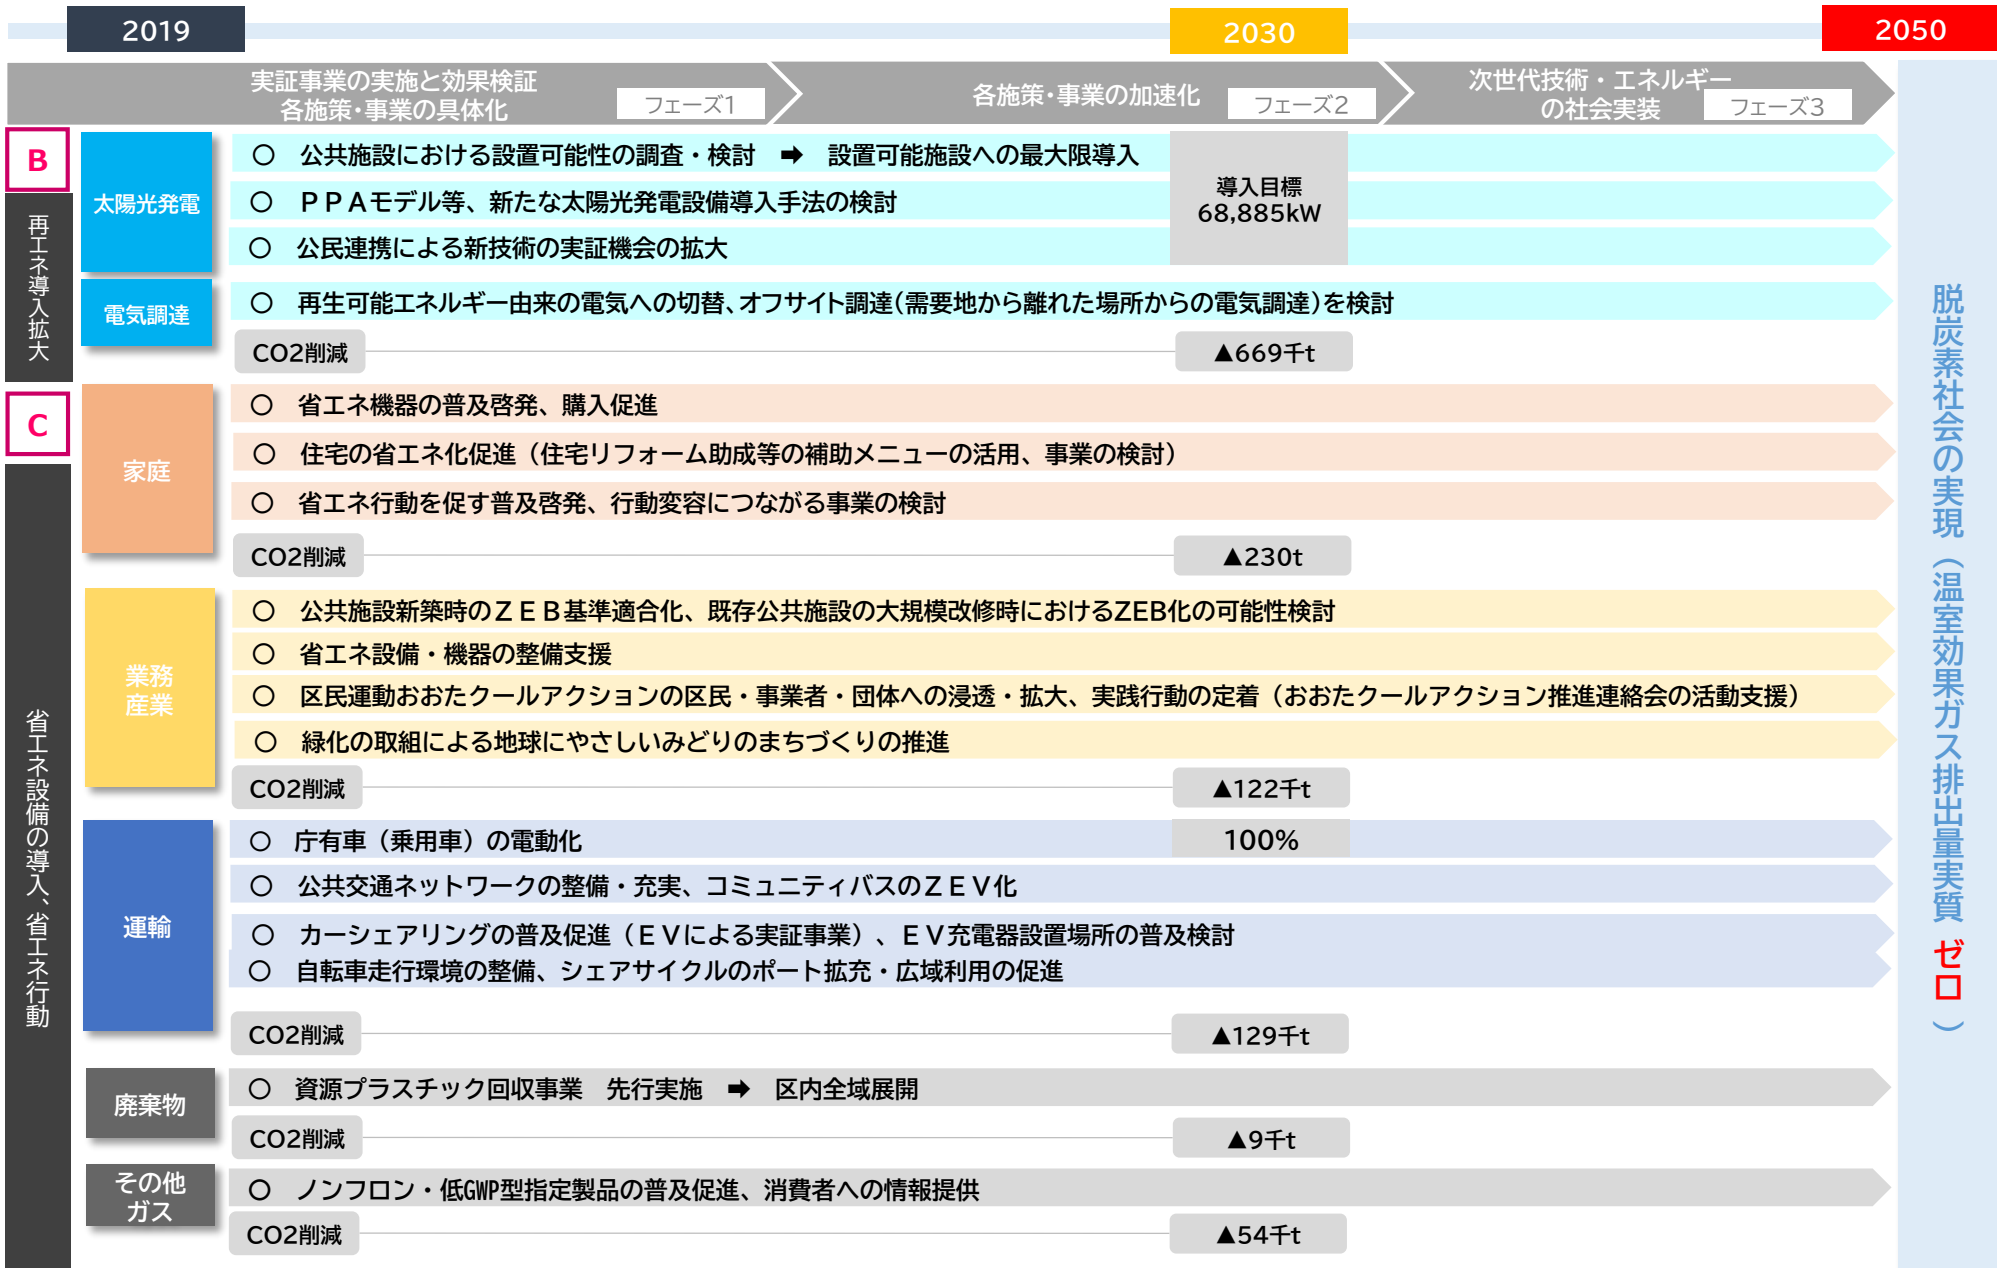 2019
2030
2050
実証事業の実施と効果検証
各施策・事業の具体化
フェーズ1
各施策・事業の加速化
フェーズ2
次世代技術・エネルギー
の社会実装
フェーズ3
B
再エネ導入拡大
太陽光発電
○ 公共施設における設置可能性の調査・検討 ➡ 設置可能施設への最大限導入
○ ＰＰＡモデル等、新たな太陽光発電設備導入手法の検討
○ 公民連携による新技術の実証機会の拡大
導入目標
68,885kW
電気調達
○ 再生可能エネルギー由来の電気への切替、オフサイト調達(需要地から離れた場所からの電気調達)を検討
CO2削減
▲669千t
C
省エネ設備の導入、省エネ行動
家庭
○ 省エネ機器の普及啓発、購入促進
○ 住宅の省エネ化促進（住宅リフォーム助成等の補助メニューの活用、事業の検討）
○ 省エネ行動を促す普及啓発、行動変容につながる事業の検討
CO2削減
▲230t
業務
産業
○ 公共施設新築時のＺＥＢ基準適合化、既存公共施設の大規模改修時におけるZEB化の可能性検討
○ 省エネ設備・機器の整備支援
○ 区民運動おおたクールアクションの区民・事業者・団体への浸透・拡大、実践行動の定着（おおたクールアクション推進連絡会の活動支援）
○ 緑化の取組による地球にやさしいみどりのまちづくりの推進
CO2削減
▲122千t
運輸
○ 庁有車（乗用車）の電動化
100%
○ 公共交通ネットワークの整備・充実、コミュニティバスのＺＥＶ化
○ カーシェアリングの普及促進（ＥＶによる実証事業）、ＥＶ充電器設置場所の普及検討
○ 自転車走行環境の整備、シェアサイクルのポート拡充・広域利用の促進
CO2削減
▲129千t
廃棄物
○ 資源プラスチック回収事業 先行実施 ➡ 区内全域展開
CO2削減
▲9千t
その他
ガス
○ ノンフロン・低GWP型指定製品の普及促進、消費者への情報提供
CO2削減
▲54千t
脱炭素社会の実現（温室効果ガス排出量実質 ゼロ）